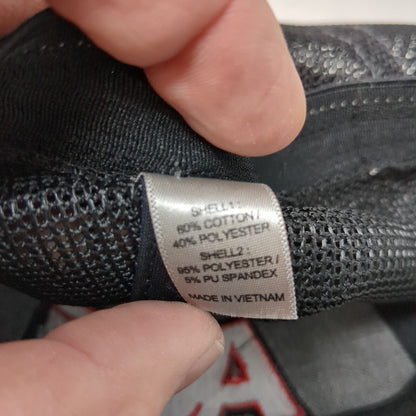 SHELL1 :
60% COTTON /
40% POLYESTER
SHELL2 :
95% POLYESTER /
5% PU SPANDEX
MADE IN VIETNAM